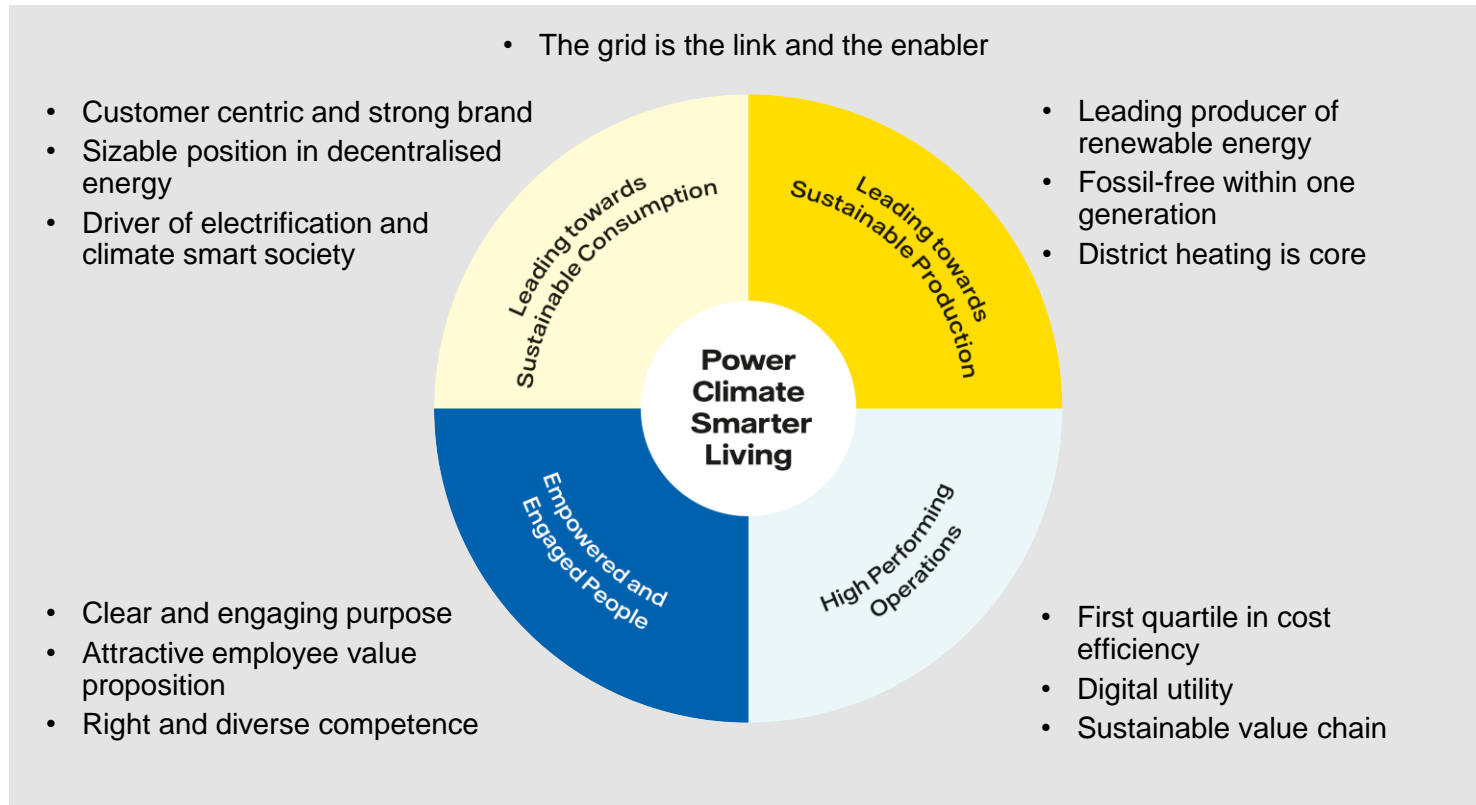 • The grid is the link and the enabler
• Customer centric and strong brand
• Sizable position in decentralised
energy
• Driver of electrification and
climate smart society
• Leading producer of
renewable energy
• Fossil-free within one
generation
• District heating is core
Leading towards
Sustainable Consumption
Leading towards
Sustainable Production
Power
Climate
Smarter
Living
Empowered and
Engaged People
High Performing
Operations
• Clear and engaging purpose
• Attractive employee value
proposition
• Right and diverse competence
• First quartile in cost
efficiency
• Digital utility
• Sustainable value chain